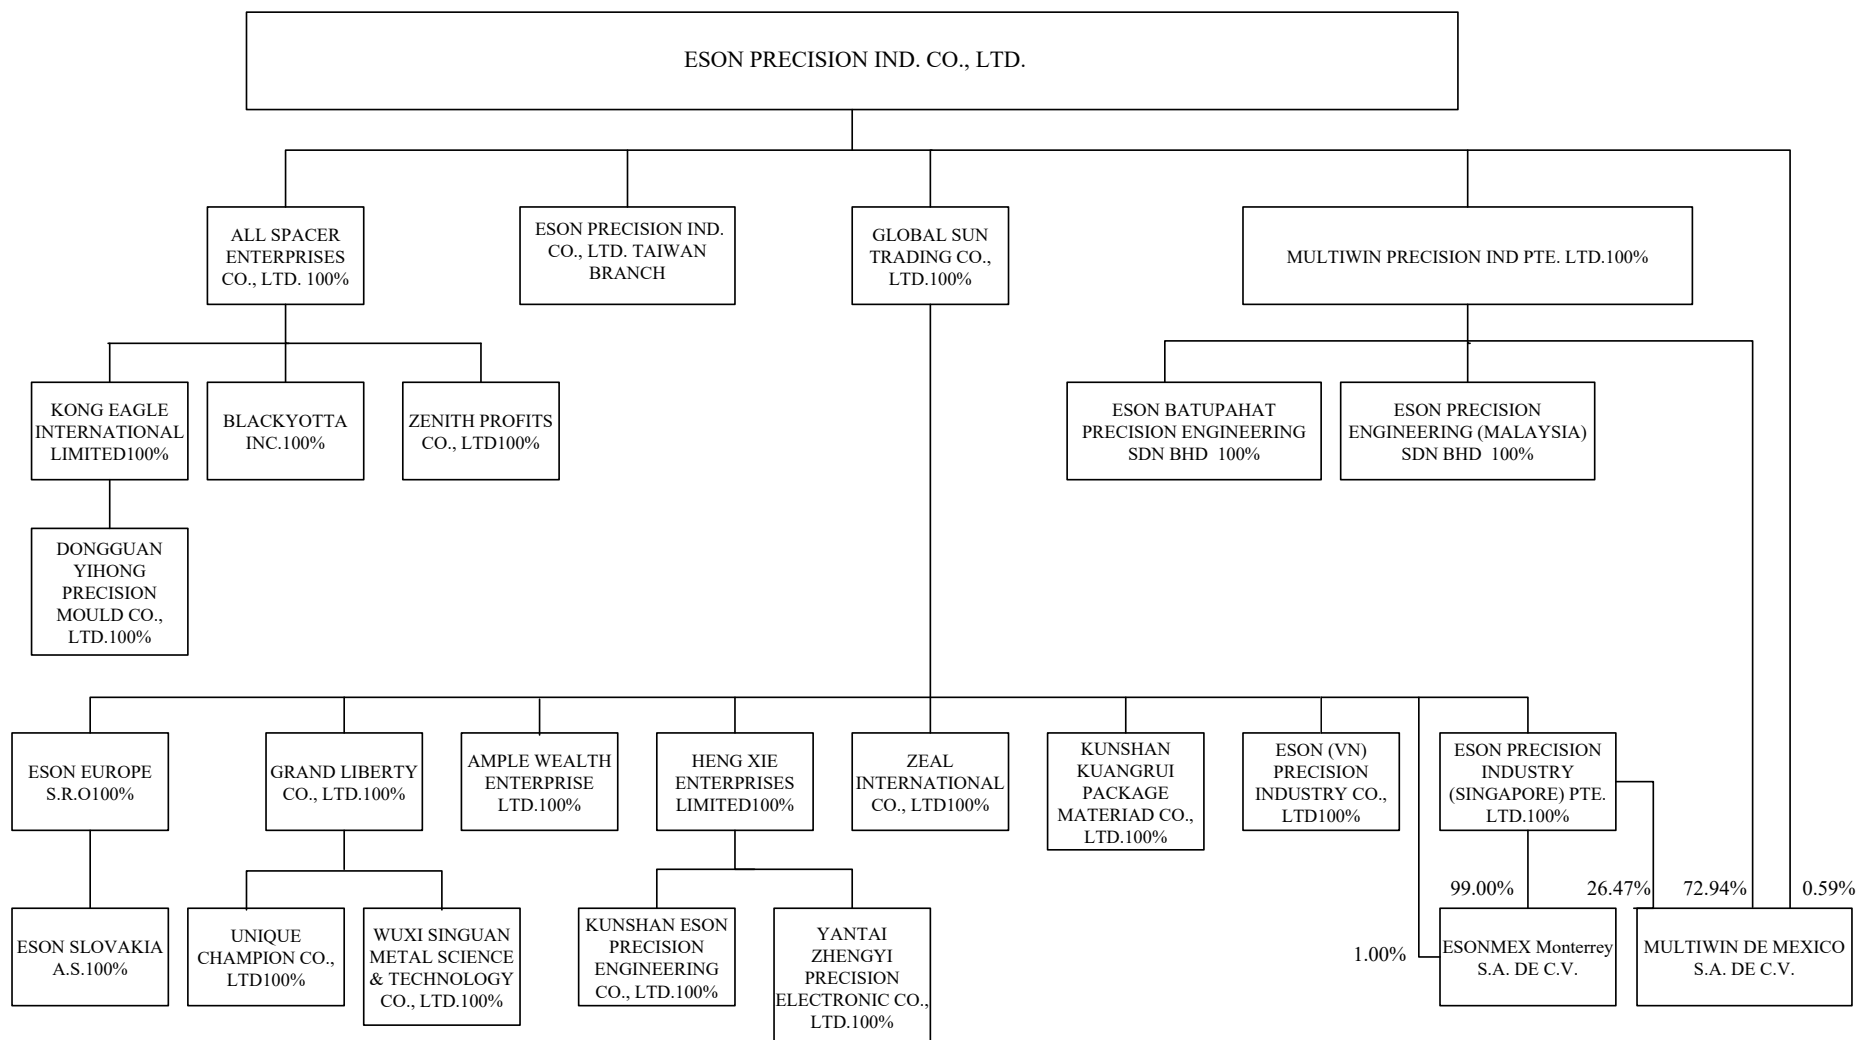 ESON PRECISION IND. CO., LTD.
ALL SPACER
ENTERPRISES
CO., LTD. 100%
ESON PRECISION IND.
CO., LTD. TAIWAN
BRANCH
GLOBAL SUN
TRADING CO.,
LTD.100%
MULTIWIN PRECISION IND PTE. LTD.100%
KONG EAGLE
INTERNATIONAL
LIMITED100%
BLACKYOTTA
INC.100%
ZENITH PROFITS
CO., LTD100%
ESON BATUPAHAT
PRECISION ENGINEERING
SDN BHD 100%
ESON PRECISION
ENGINEERING (MALAYSIA)
SDN BHD 100%
DONGGUAN
YIHONG
PRECISION
MOULD CO.,
LTD.100%
ESON EUROPE
S.R.O100%
GRAND LIBERTY
CO., LTD.100%
AMPLE WEALTH
ENTERPRISE
LTD.100%
HENG XIE
ENTERPRISES
LIMITED100%
ZEAL
INTERNATIONAL
CO., LTD100%
KUNSHAN
KUANGRUI
PACKAGE
MATERIAD CO.,
LTD.100%
ESON (VN)
PRECISION
INDUSTRY CO.,
LTD100%
ESON PRECISION
INDUSTRY
(SINGAPORE) PTE.
LTD.100%
99.00%
26.47%
72.94%
0.59%
1.00%
ESON SLOVAKIA
A.S.100%
UNIQUE
CHAMPION CO.,
LTD100%
WUXI SINGUAN
METAL SCIENCE
& TECHNOLOGY
CO., LTD.100%
KUNSHAN ESON
PRECISION
ENGINEERING
CO., LTD.100%
YANTAI
ZHENGYI
PRECISION
ELECTRONIC CO.,
LTD.100%
ESONMEX Monterrey
S.A. DE C.V.
MULTIWIN DE MEXICO
S.A. DE C.V.